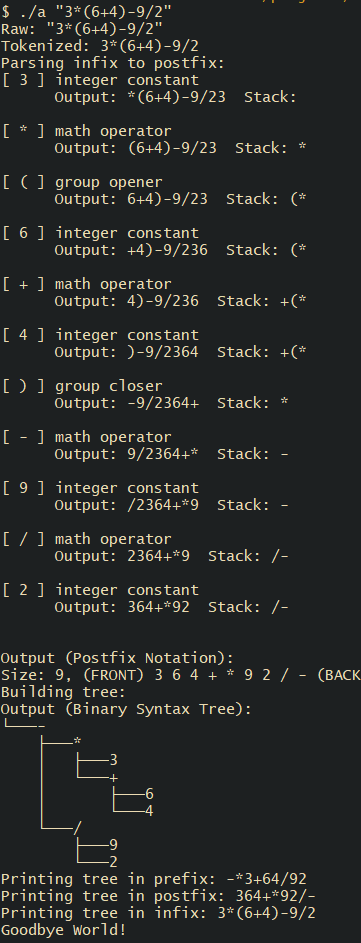 $ ./a "3*(6+4)-9/2"
Raw: "3*(6+4)-9/2"
Tokenized: 3*(6+4)-9/2
Parsing infix to postfix:
[ 3 ] integer constant
Output: *(6+4)-9/23  Stack:
[ * ] math operator
Output: (6+4)-9/23  Stack: *
[ ( ] group opener
Output: 6+4)-9/23  Stack: (*
[ 6 ] integer constant
Output: +4)-9/236  Stack: (*
[ + ] math operator
Output: 4)-9/236  Stack: +(*
[ 4 ] integer constant
Output: )-9/2364  Stack: +(*
[ ) ] group closer
Output: -9/2364+  Stack: *
[ - ] math operator
Output: 9/2364+*  Stack: -
[ 9 ] integer constant
Output: /2364+*9  Stack: -
[ / ] math operator
Output: 2364+*9  Stack: /-
[ 2 ] integer constant
Output: 364+*92  Stack: /-
Output (Postfix Notation):
Size: 9, (FRONT) 3 6 4 + * 9 2 / - (BACK
Building tree:
Output (Binary Syntax Tree):
└───-
    ├───*
    │   ├───3
    │   └───+
    │       ├───6
    │       └───4
    └───/
        ├───9
        └───2
Printing tree in prefix: -*3+64/92
Printing tree in postfix: 364+*92/-
Printing tree in infix: 3*(6+4)-9/2
Goodbye World!